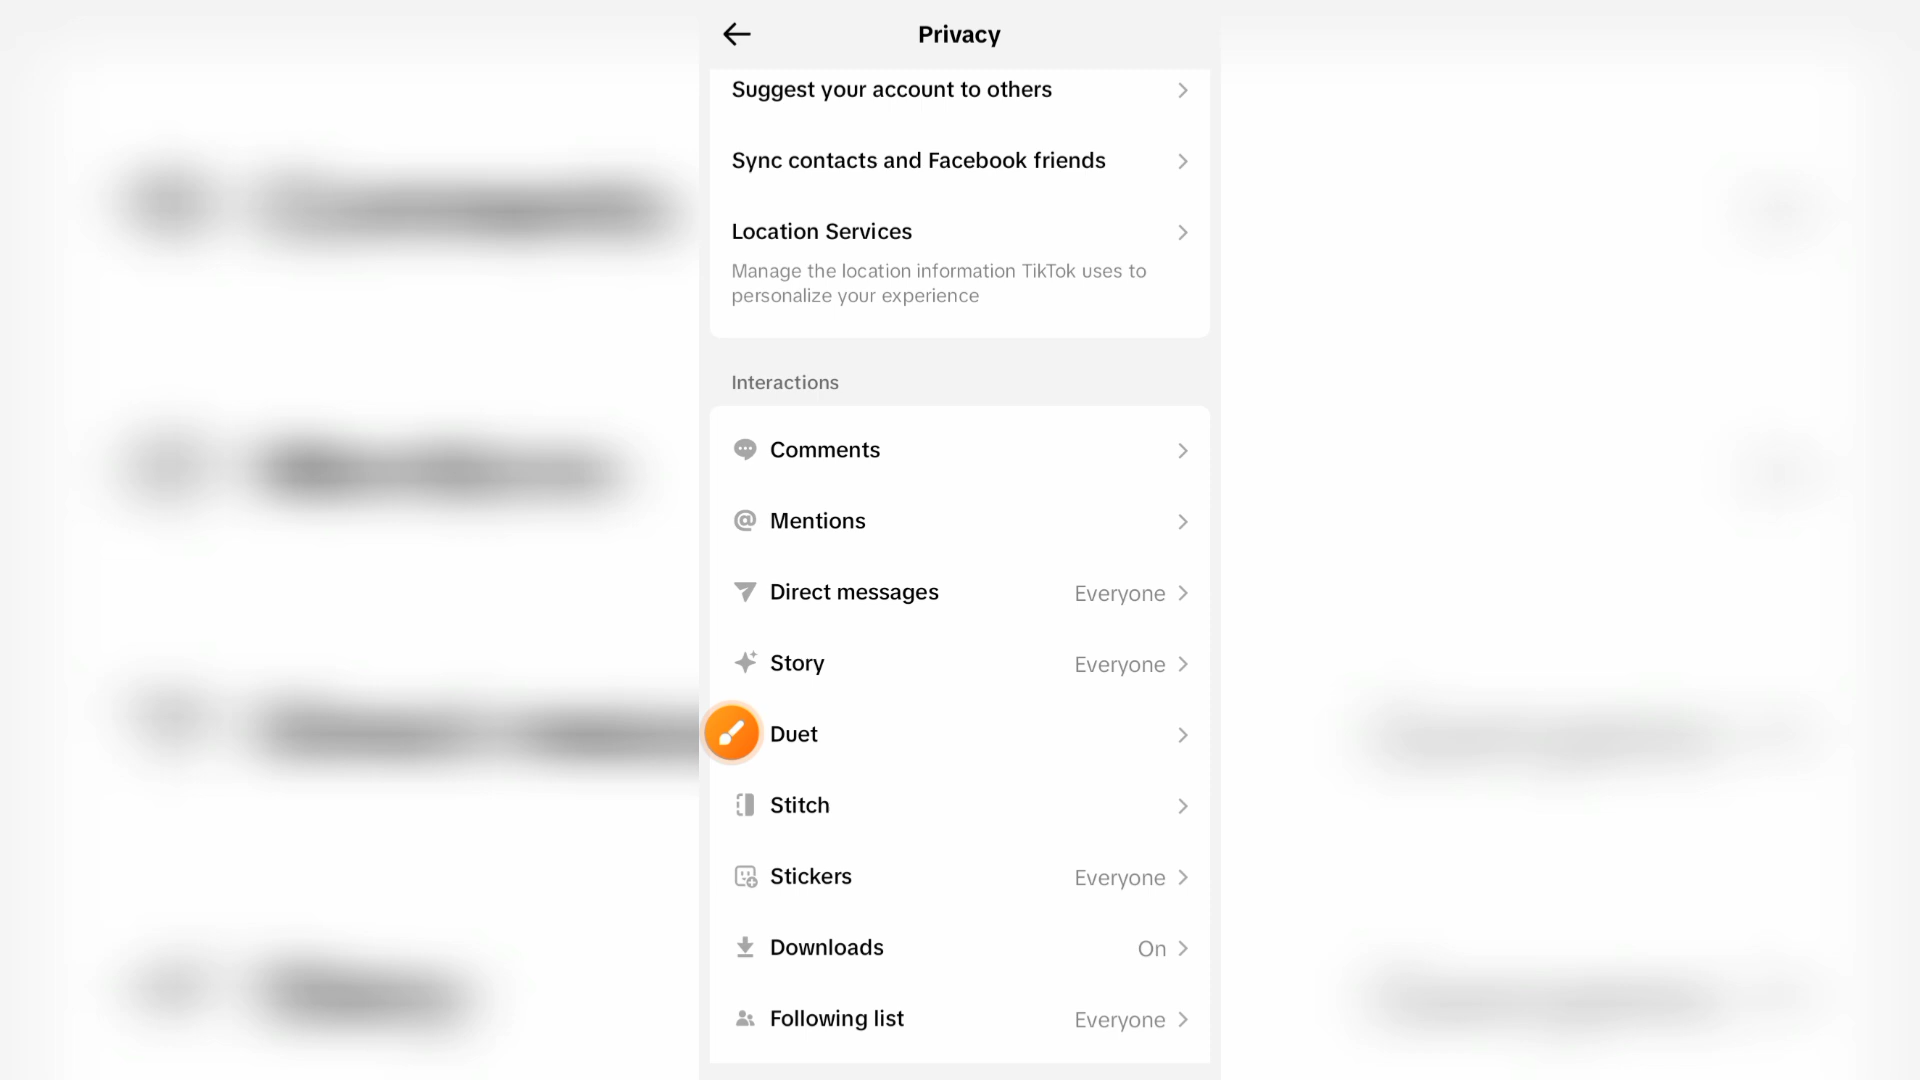 Privacy
Suggest your account to others
Sync contacts and Facebook friends
Location Services
Manage the location information TikTok uses to
personalize your experience
Interactions
Comments
Mentions
Direct messages Everyone
Story Everyone
Duet
Stitch
Stickers Everyone
Downloads On
Following list Everyone